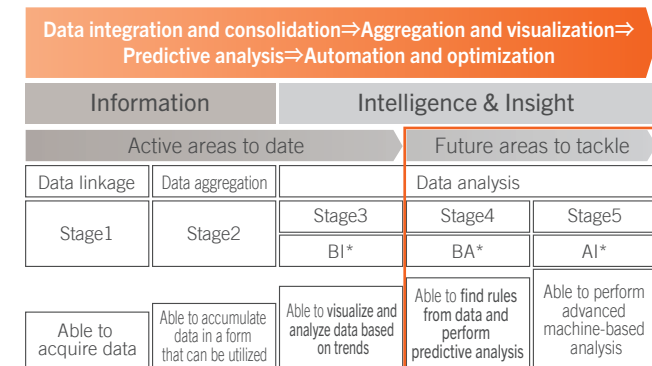 Data integration and consolidation⇒Aggregation and visualization⇒
Predictive analysis⇒Automation and optimization
Information
Intelligence & Insight
Active areas to date
Future areas to tackle
Data linkage
Data aggregation
Data analysis
Stage1
Stage2
Stage3
Stage4
Stage5
BI*
BA*
AI*
Able to
acquire data
Able to accumulate
data in a form
that can be utilized
Able to visualize and
analyze data based
on trends
Able to find rules
from data and
perform
predictive analysis
Able to perform
advanced
machine-based
analysis